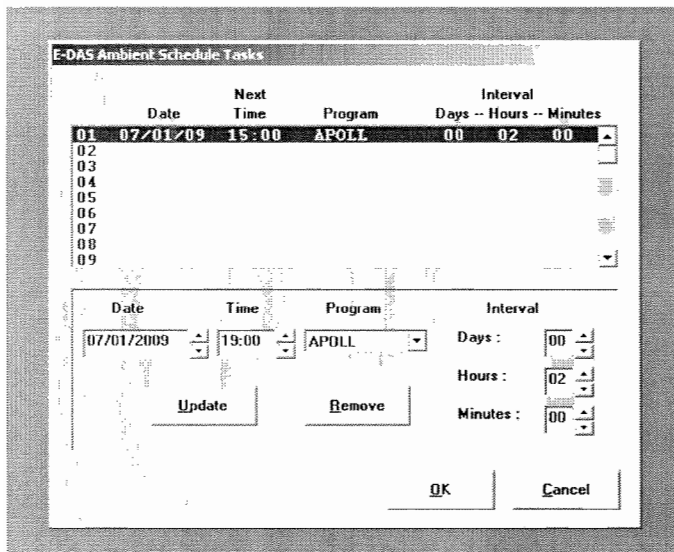 E-DAS Ambient Schedule Tasks
Next Interval
Date Time Program Days -- Hours -- Minutes
01 07/01/09 15:00 APOLL 00 02 00
02
03
04
05
06
07
08
09
Date Time Program Interval
07/01/2009 19:00 APOLL Days : 00
Hours : 02
Update Remove Minutes : 00
OK Cancel